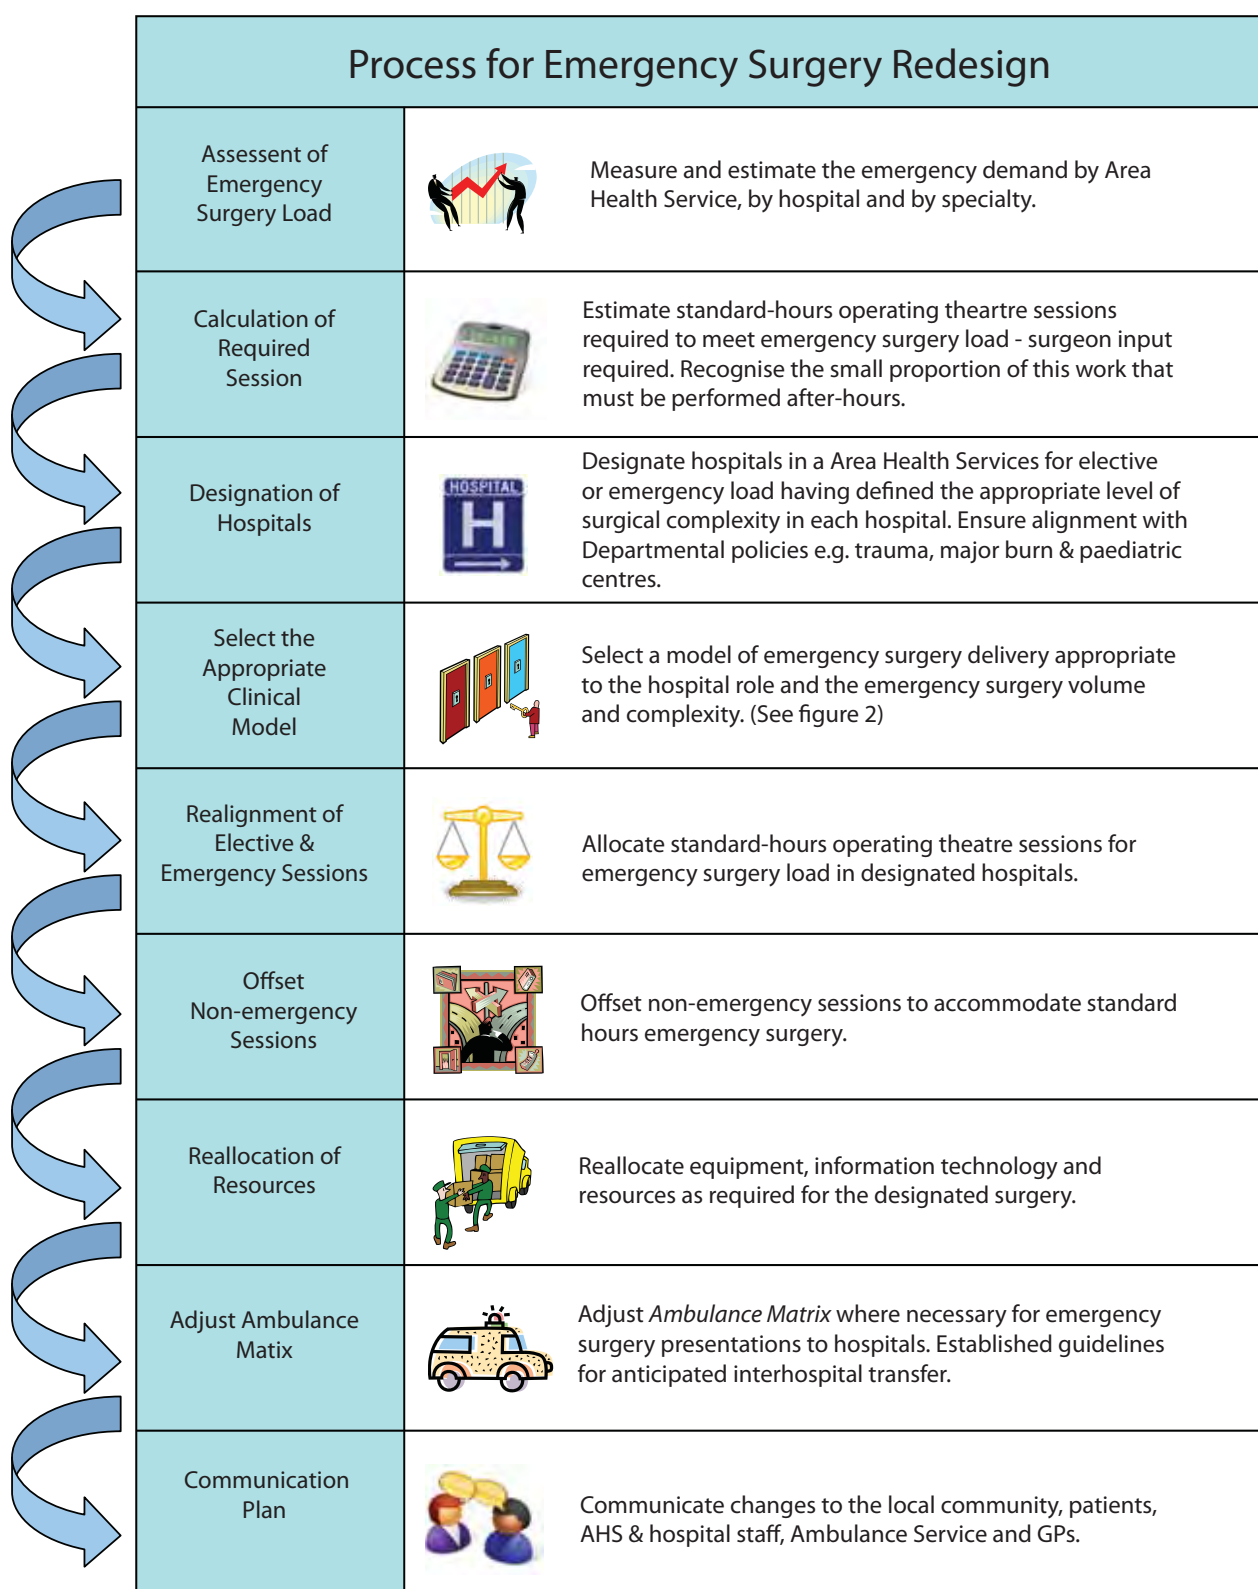 Process for Emergency Surgery Redesign
Assessent of
Emergency
Surgery Load
Measure and estimate the emergency demand by Area
Health Service, by hospital and by specialty.
Calculation of
Required
Session
Estimate standard-hours operating theartre sessions
required to meet emergency surgery load - surgeon input
required. Recognise the small proportion of this work that
must be performed after-hours.
Designation of
Hospitals
HOSPITAL
H
Designate hospitals in a Area Health Services for elective
or emergency load having defined the appropriate level of
surgical complexity in each hospital. Ensure alignment with
Departmental policies e.g. trauma, major burn & paediatric
centres.
Select the
Appropriate
Clinical
Model
Select a model of emergency surgery delivery appropriate
to the hospital role and the emergency surgery volume
and complexity. (See figure 2)
Realignment of
Elective &
Emergency Sessions
Allocate standard-hours operating theatre sessions for
emergency surgery load in designated hospitals.
Offset
Non-emergency
Sessions
Offset non-emergency sessions to accommodate standard
hours emergency surgery.
Reallocation of
Resources
Reallocate equipment, information technology and
resources as required for the designated surgery.
Adjust Ambulance
Matix
Adjust Ambulance Matrix where necessary for emergency
surgery presentations to hospitals. Established guidelines
for anticipated interhospital transfer.
Communication
Plan
Communicate changes to the local community, patients,
AHS & hospital staff, Ambulance Service and GPs.